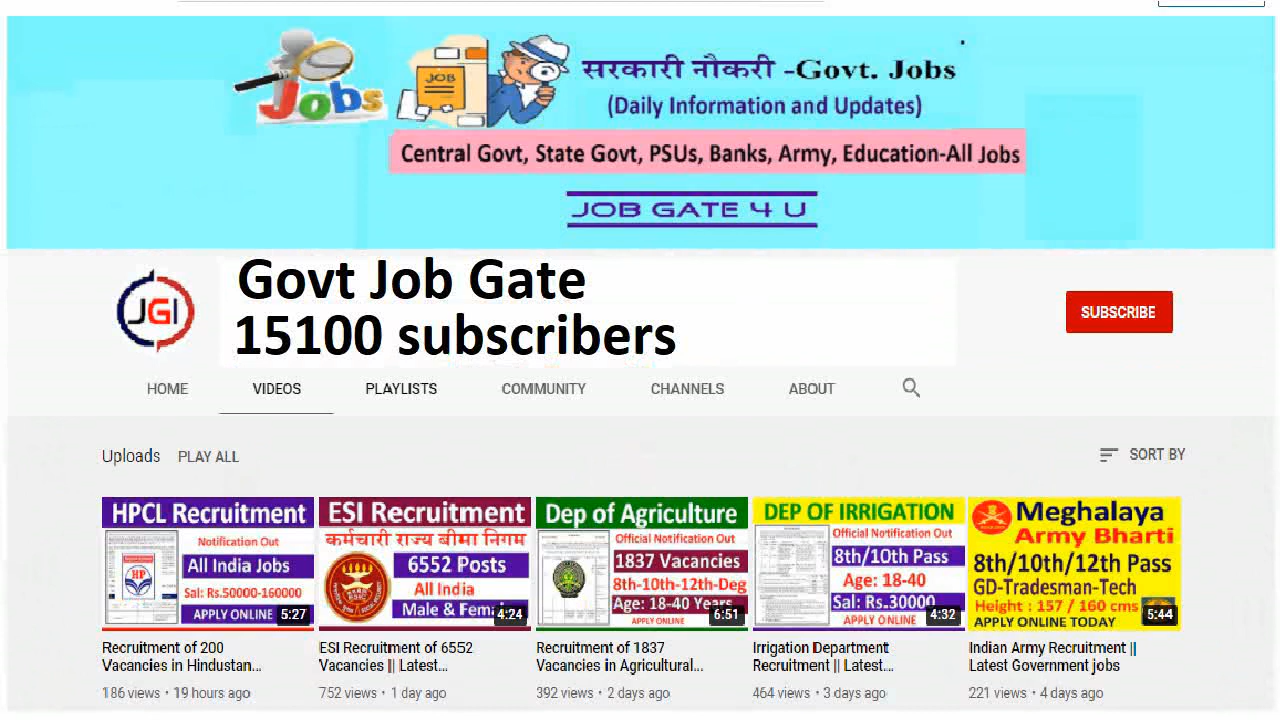 Jobs
JOB
सरकारी नौकरी -Govt. Jobs
(Daily Information and Updates)
Central Govt, State Govt, PSUs, Banks, Army, Education-All Jobs
JOB GATE 4 U
JGI
Govt Job Gate
15100 subscribers
SUBSCRIBE
HOME VIDEOS PLAYLISTS COMMUNITY CHANNELS ABOUT
Uploads PLAY ALL SORT BY
HPCL Recruitment
Notification Out
HP
All India Jobs
Sal: Rs.50000-160000
APPLY ONLINE 5:27
Recruitment of 200
Vacancies in Hindustan...
186 views • 19 hours ago
ESI Recruitment
कर्मचारी राज्य बीमा निगम
6552 Posts
All India
Male & Fema 4:24
ESI Recruitment of 6552
Vacancies || Latest...
752 views • 1 day ago
Dep of Agriculture
Official Notification Out
1837 Vacancies
8th-10th-12th-Deg
Age: 18-40 Years 6:51
APPLY ONLINE
Recruitment of 1837
Vacancies in Agricultural...
392 views • 2 days ago
DEP OF IRRIGATION
Official Notification Out
8th/10th Pass
Age: 18-40
Sal: Rs.30000 4:32
APPLY ONLINE
Irrigation Department
Recruitment || Latest...
464 views • 3 days ago
Meghalaya
Army Bharti
8th/10th/12th Pass
GD-Tradesman-Tech
Height : 157 / 160 cms
APPLY ONLINE TODAY 5:44
Indian Army Recruitment ||
Latest Government jobs
221 views • 4 days ago